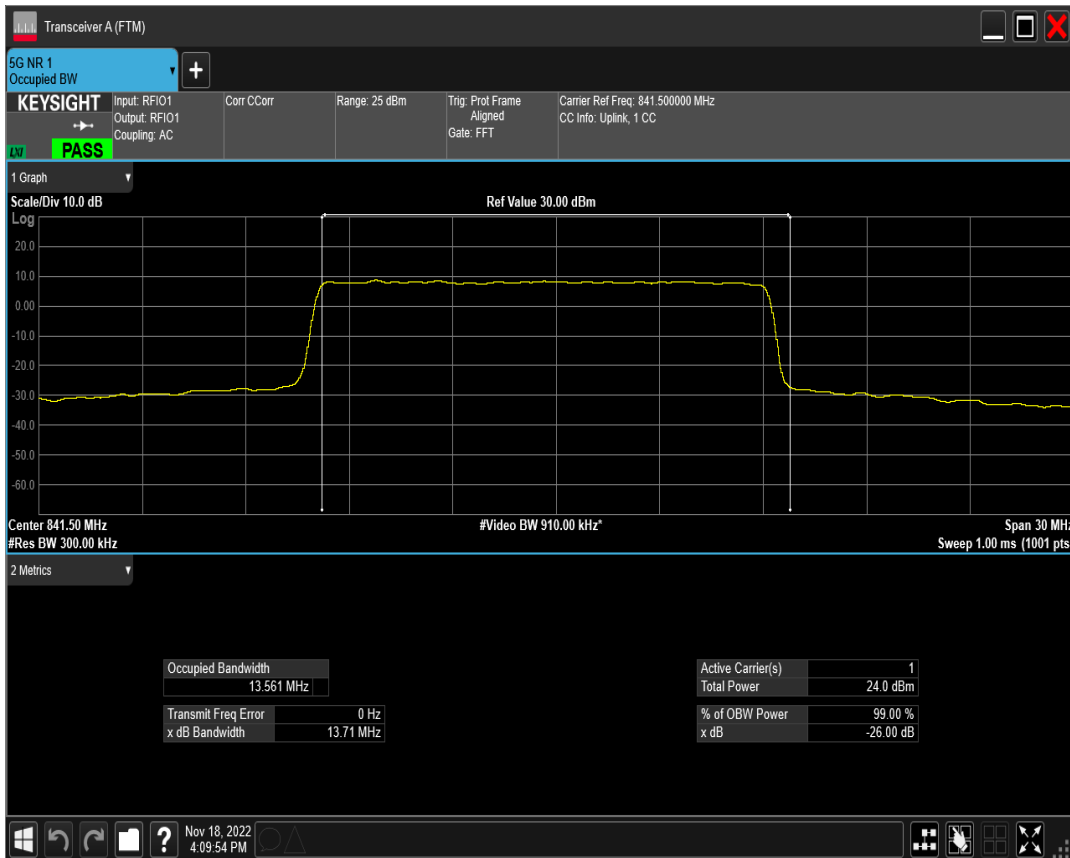 Transceiver A (FTM)
5G NR 1
Occupied BW
+
KEYSIGHT
LXI
PASS
Input: RFIO1
Output: RFIO1
Coupling: AC
Corr CCorr
Range: 25 dBm
Trig: Prot Frame
Aligned
Gate: FFT
Carrier Ref Freq: 841.500000 MHz
CC Info: Uplink, 1 CC
1 Graph
Scale/Div 10.0 dB
Ref Value 30.00 dBm
Log
20.0
10.0
0.00
-10.0
-20.0
-30.0
-40.0
-50.0
-60.0
Center 841.50 MHz
#Video BW 910.00 kHz*
Span 30 MHz
#Res BW 300.00 kHz
Sweep 1.00 ms (1001 pts
2 Metrics
Occupied Bandwidth
13.561 MHz
Transmit Freq Error 0 Hz
x dB Bandwidth 13.71 MHz
Active Carrier(s) 1
Total Power 24.0 dBm
% of OBW Power 99.00 %
x dB -26.00 dB
?
Nov 18, 2022
4:09:54 PM